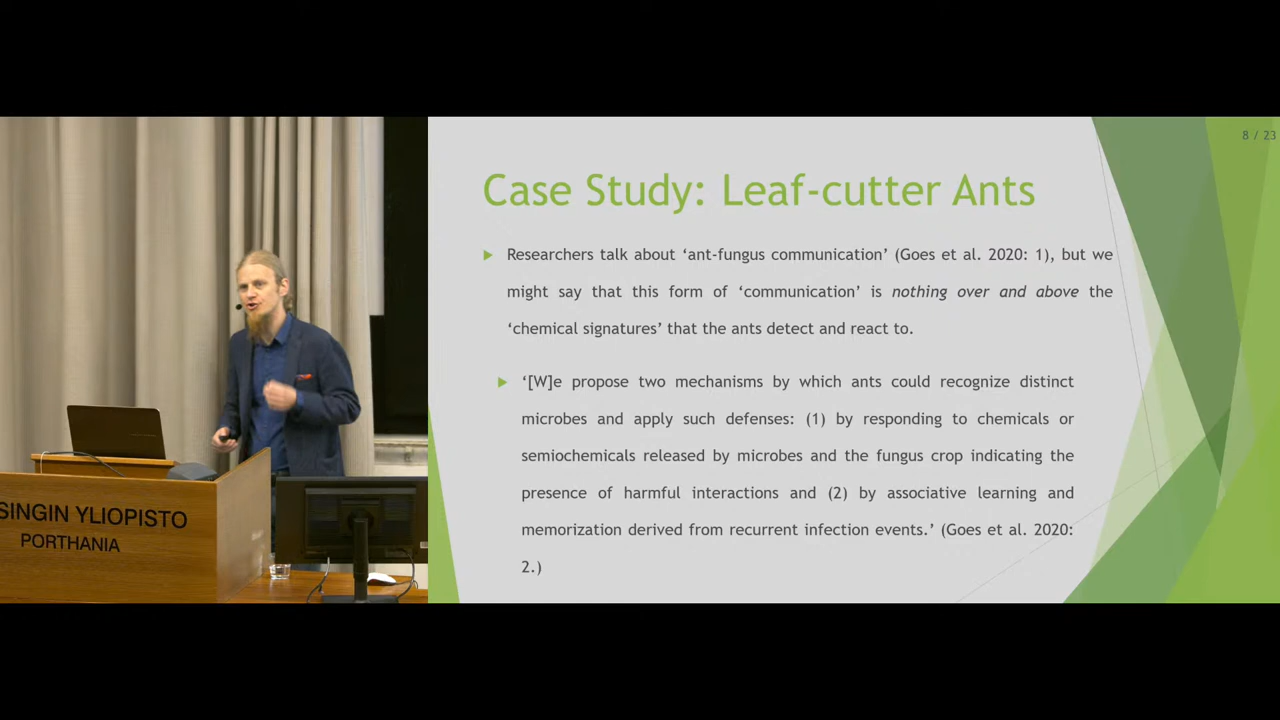 8 / 23
Case Study: Leaf-cutter Ants
Researchers talk about ‘ant-fungus communication’ (Goes et al. 2020: 1), but we
might say that this form of ‘communication’ is nothing over and above the
‘chemical signatures’ that the ants detect and react to.
‘[W]e propose two mechanisms by which ants could recognize distinct
microbes and apply such defenses: (1) by responding to chemicals or
semiochemicals released by microbes and the fungus crop indicating the
presence of harmful interactions and (2) by associative learning and
memorization derived from recurrent infection events.’ (Goes et al. 2020:
2.)
SINGIN YLIOPISTO
PORTHANIA